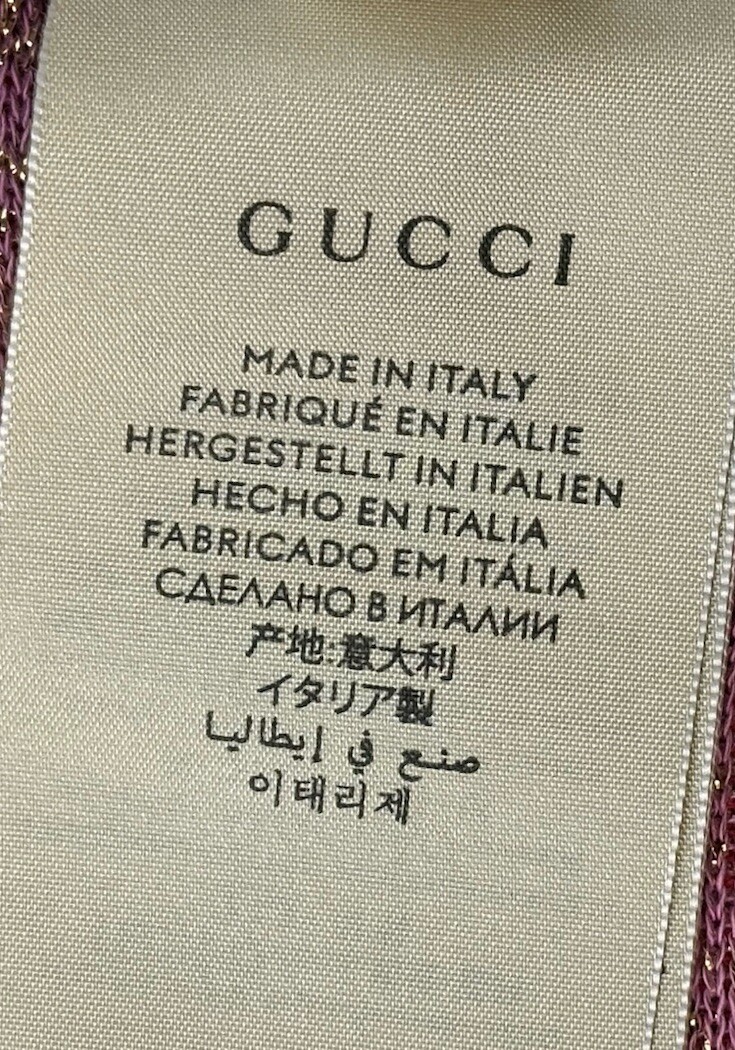 GUCCI
MADE IN ITALY
FABRIQUÉ EN ITALIE
HERGESTELLT IN ITALIEN
HECHO EN ITALIA
FABRICADO EM ITÁLIA
СДЕЛАНО В ИТАЛИИ
产地:意大利
イタリア製
صنع في إيطاليا
이태리제